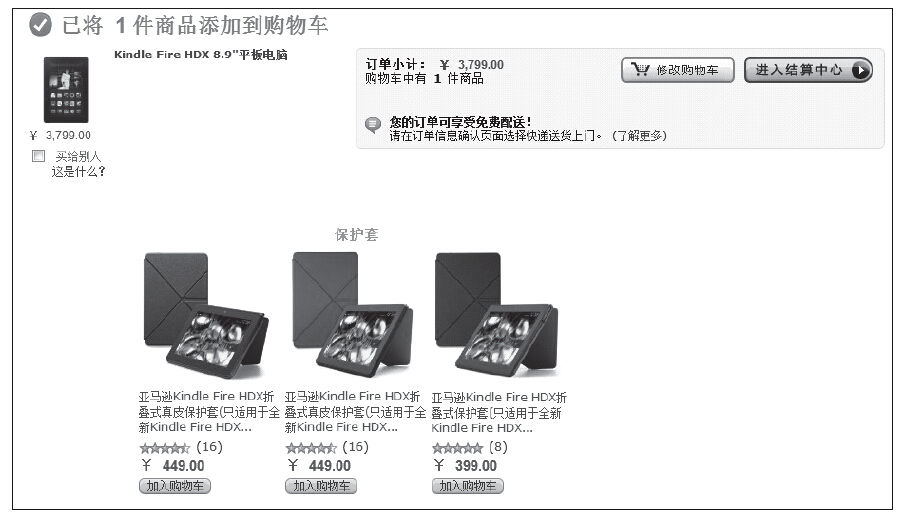 已将 1 件商品添加到购物车
Kindle Fire HDX 8.9"平板电脑
¥ 3,799.00
买给别人
这是什么?
订单小计： ¥ 3,799.00
购物车中有 1 件商品
修改购物车
进入结算中心
您的订单可享受免费配送!
请在订单信息确认页面选择快递送货上门。 (了解更多)
保护套
亚马逊Kindle Fire HDX折
叠式真皮保护套(只适用于全
新Kindle Fire HDX...
(16)
¥ 449.00
加入购物车
亚马逊Kindle Fire HDX折
叠式真皮保护套(只适用于全
新Kindle Fire HDX...
(16)
¥ 449.00
加入购物车
亚马逊Kindle Fire HDX折
叠式保护套(只适用于全新
Kindle Fire HDX...
(8)
¥ 399.00
加入购物车